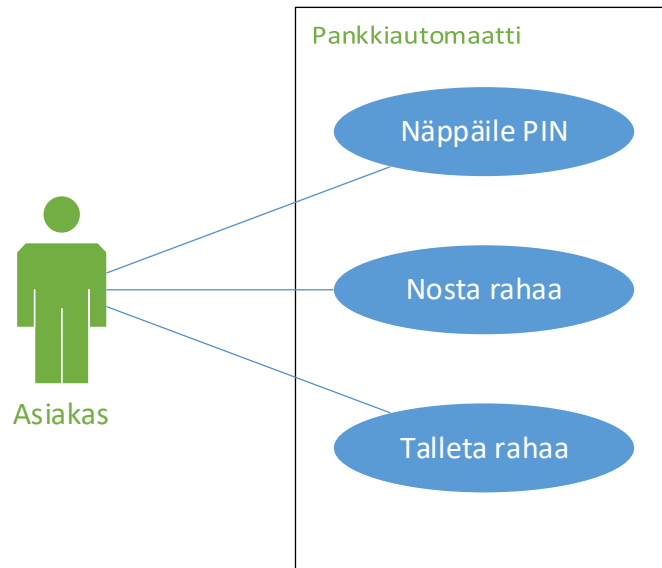 Pankkiautomaatti
Näppäile PIN
Nosta rahaa
Asiakas
Talleta rahaa